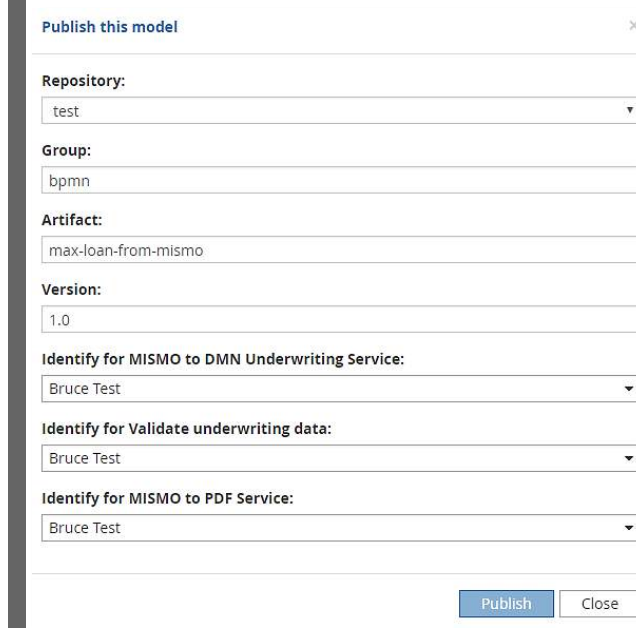 Publish this model
×
Repository:
test
Group:
bpmn
Artifact:
max-loan-from-mismo
Version:
1.0
Identify for MISMO to DMN Underwriting Service:
Bruce Test
Identify for Validate underwriting data:
Bruce Test
Identify for MISMO to PDF Service:
Bruce Test
Publish Close